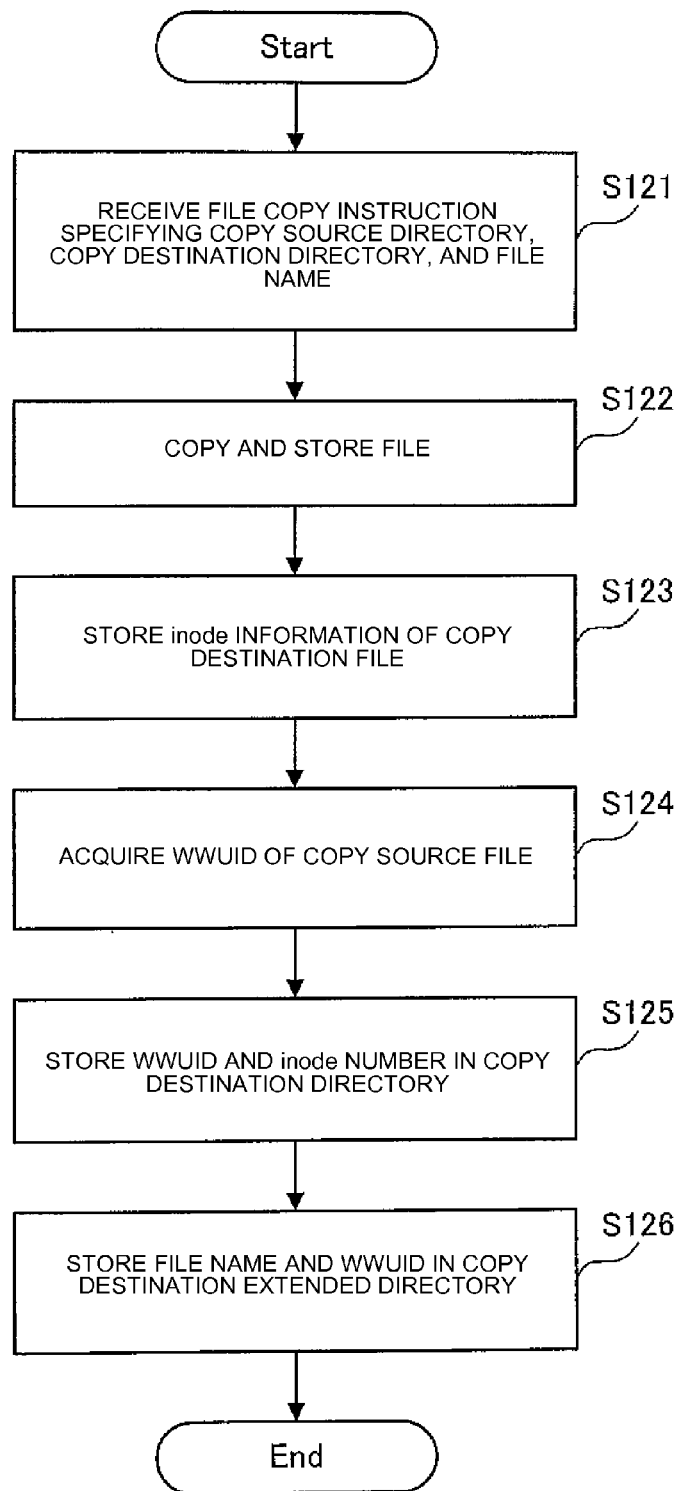 Start
S121
RECEIVE FILE COPY INSTRUCTION
SPECIFYING COPY SOURCE DIRECTORY,
COPY DESTINATION DIRECTORY, AND FILE
NAME
S122
COPY AND STORE FILE
S123
STORE inode INFORMATION OF COPY
DESTINATION FILE
S124
ACQUIRE WWUID OF COPY SOURCE FILE
S125
STORE WWUID AND inode NUMBER IN COPY
DESTINATION DIRECTORY
S126
STORE FILE NAME AND WWUID IN COPY
DESTINATION EXTENDED DIRECTORY
End